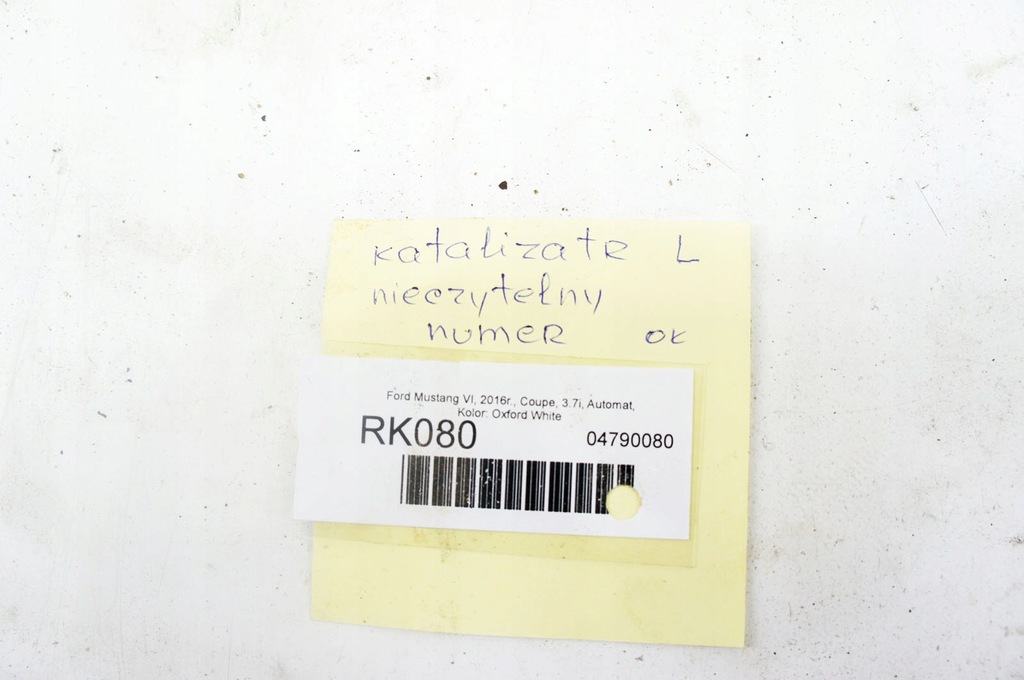 katalizatR L
nieczytelny
numeR ok
Ford Mustang VI, 2016r., Coupe, 3.7i, Automat,
Kolor: Oxford White
RK080 04790080